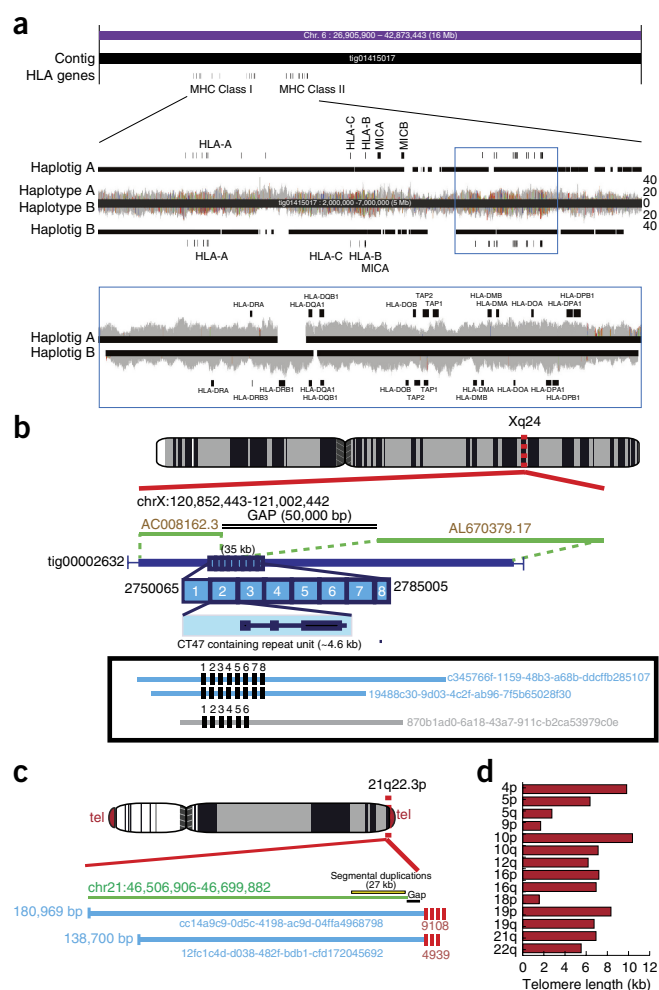 a
Chr. 6 : 26,905,900 – 42,873,443 (16 Mb)
Contig
tig01415017
HLA genes
MHC Class I
MHC Class II
HLA-A
HLA-C
HLA-B
MICA
MICB
Haplotig A
Haplotype A
Haplotype B
tig01415017 : 2,000,000 -7,000,000 (5 Mb)
Haplotig B
40
20
0
20
40
HLA-A
HLA-C
HLA-B
MICA
HLA-DRA
HLA-DQB1
HLA-DQA1
HLA-DOB
TAP2
TAP1
HLA-DMB
HLA-DMA
HLA-DOA
HLA-DPB1
HLA-DPA1
Haplotig A
Haplotig B
HLA-DRA
HLA-DRB3
HLA-DRB1
HLA-DQA1
HLA-DQB1
HLA-DOB
TAP2
TAP1
HLA-DMA
HLA-DMB
HLA-DOA
HLA-DPA1
HLA-DPB1
b
Xq24
chrX:120,852,443-121,002,442
AC008162.3
GAP (50,000 bp)
AL670379.17
(35 kb)
tig00002632
2750065
1 2 3 4 5 6 7 8
2785005
CT47 containing repeat unit (~4.6 kb)
1 2 3 4 5 6 7 8
c345766f-1159-48b3-a68b-ddcffb285107
19488c30-9d03-4c2f-ab96-7f5b65028f30
1 2 3 4 5 6
870b1ad0-6a18-43a7-911c-b2ca53979c0e
c
21q22.3p
tel
tel
Segmental duplications
(27 kb)
chr21:46,506,906-46,699,882
Gap
180,969 bp
cc14a9c9-0d5c-4198-ac9d-04ffa4968798
9108
138,700 bp
12fc1c4d-d038-482f-bdb1-cfd172045692
4939
d
4p
5p
5q
9p
10p
10q
12q
16p
16q
18p
19p
19q
21q
22q
0 2 4 6 8 10 12
Telomere length (kb)